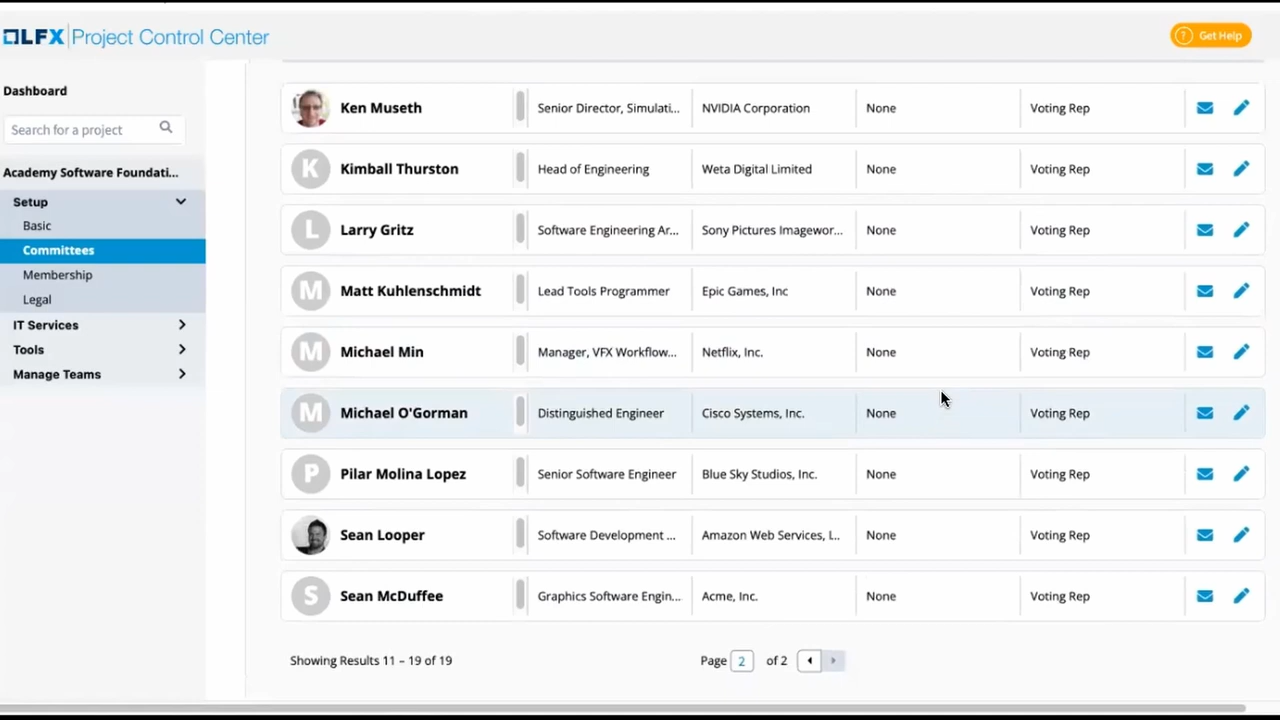 LFX Project Control Center
? Get Help
Dashboard
Search for a project
Academy Software Foundati...
Setup
Basic
Committees
Membership
Legal
IT Services
Tools
Manage Teams
Ken Museth Senior Director, Simulati... NVIDIA Corporation None Voting Rep
K Kimball Thurston Head of Engineering Weta Digital Limited None Voting Rep
L Larry Gritz Software Engineering Ar... Sony Pictures Imagewor... None Voting Rep
M Matt Kuhlenschmidt Lead Tools Programmer Epic Games, Inc None Voting Rep
M Michael Min Manager, VFX Workflow... Netflix, Inc. None Voting Rep
M Michael O'Gorman Distinguished Engineer Cisco Systems, Inc. None Voting Rep
P Pilar Molina Lopez Senior Software Engineer Blue Sky Studios, Inc. None Voting Rep
Sean Looper Software Development ... Amazon Web Services, I... None Voting Rep
S Sean McDuffee Graphics Software Engin... Acme, Inc. None Voting Rep
Showing Results 11 – 19 of 19
Page 2 of 2